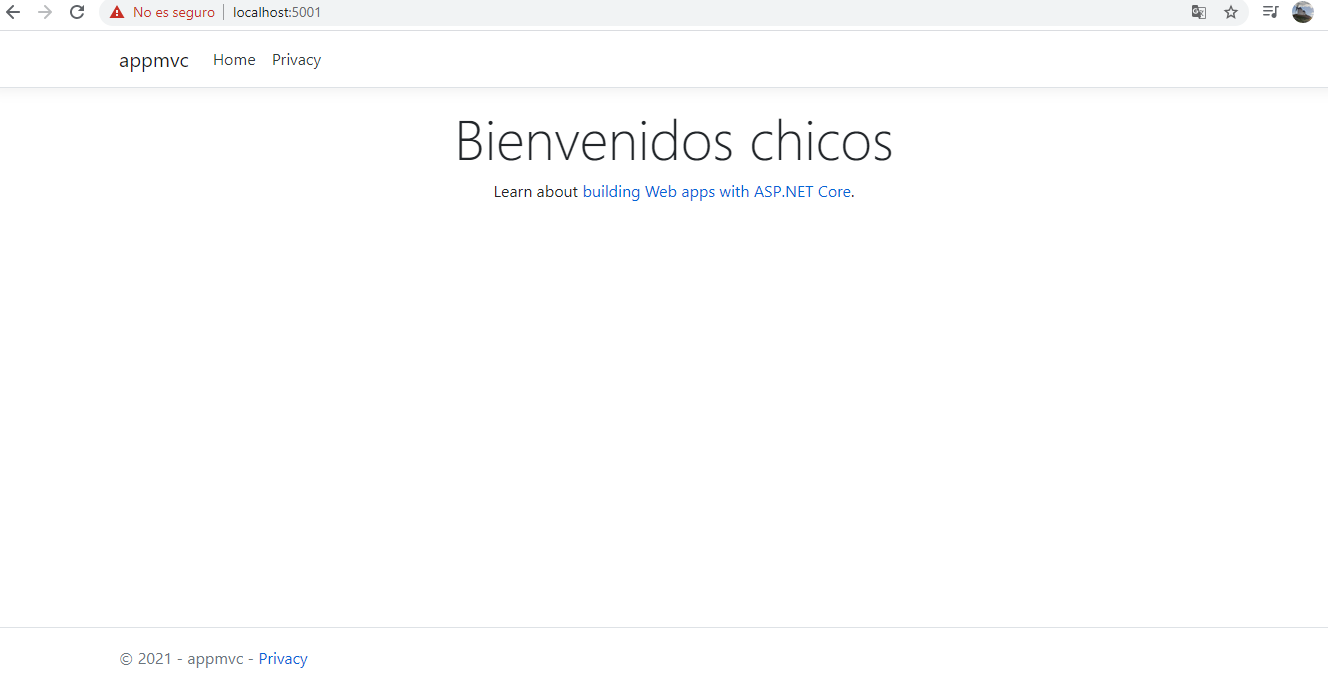 No es seguro | localhost:5001
appmvc Home Privacy
Bienvenidos chicos
Learn about building Web apps with ASP.NET Core.
© 2021 - appmvc - Privacy